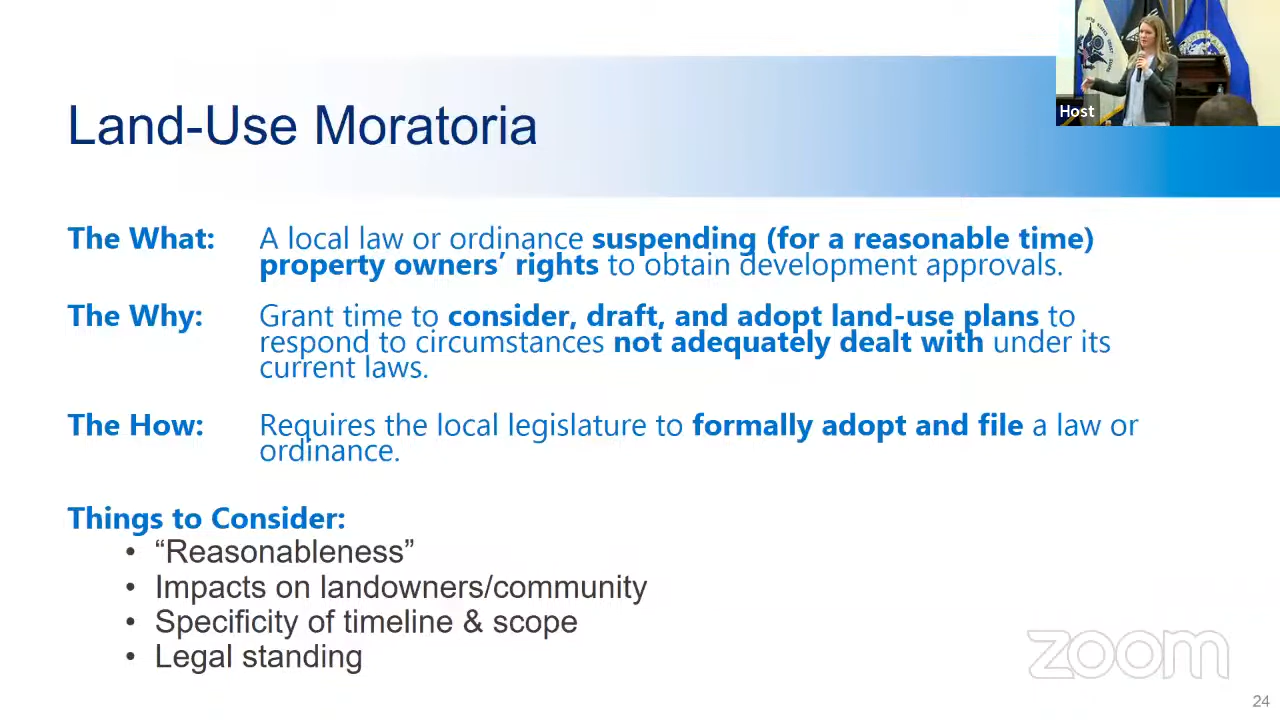 Host
Land-Use Moratoria
The What: A local law or ordinance suspending (for a reasonable time)
property owners’ rights to obtain development approvals.
The Why: Grant time to consider, draft, and adopt land-use plans to
respond to circumstances not adequately dealt with under its
current laws.
The How: Requires the local legislature to formally adopt and file a law or
ordinance.
Things to Consider:
• “Reasonableness”
• Impacts on landowners/community
• Specificity of timeline & scope
• Legal standing
zoom
24